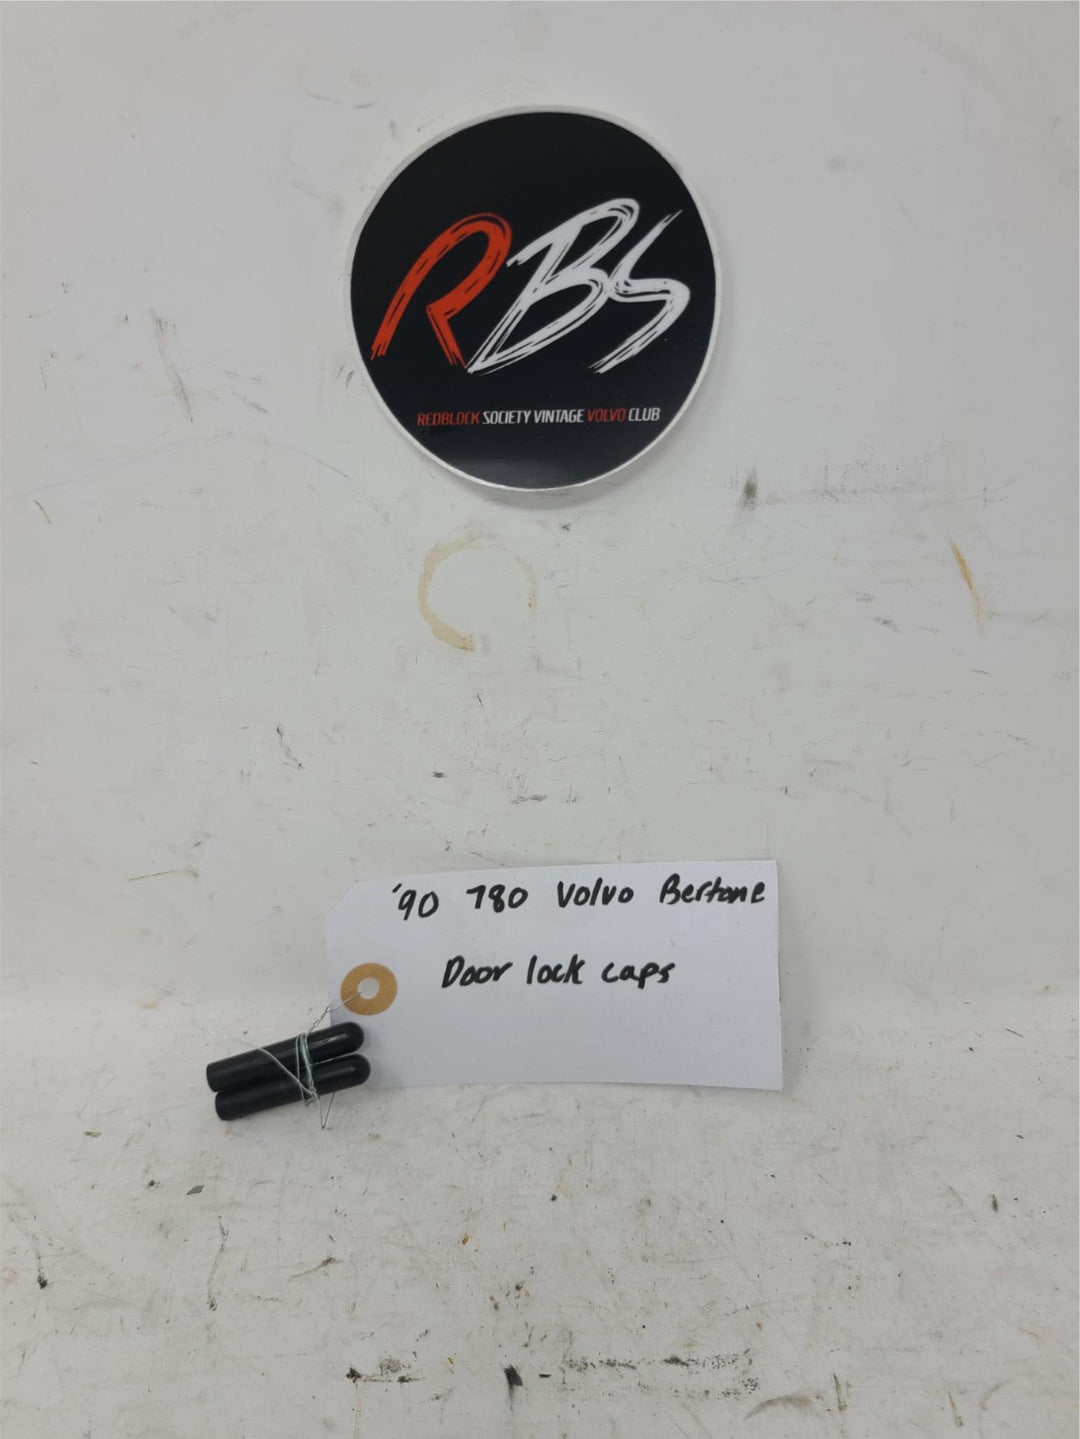 RBS
REDBLOCK SOCIETY VINTAGE VOLVO CLUB
'90 780 Volvo Bertone
Door lock caps